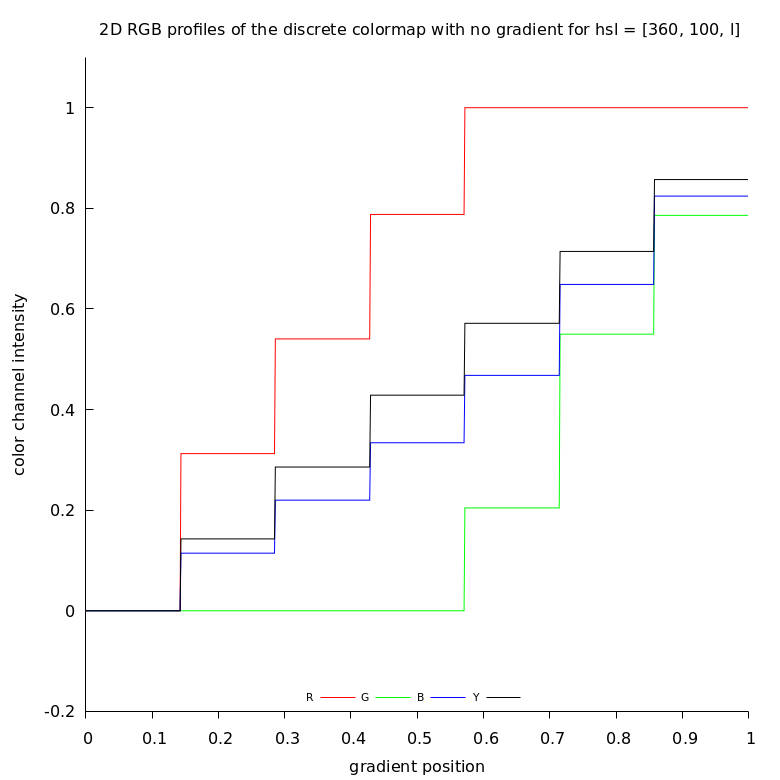 2D RGB profiles of the discrete colormap with no gradient for hsl = [360, 100, l]
1
0.8
0.6
0.4
0.2
0
-0.2
color channel intensity
R G B Y
0 0.1 0.2 0.3 0.4 0.5 0.6 0.7 0.8 0.9 1
gradient position